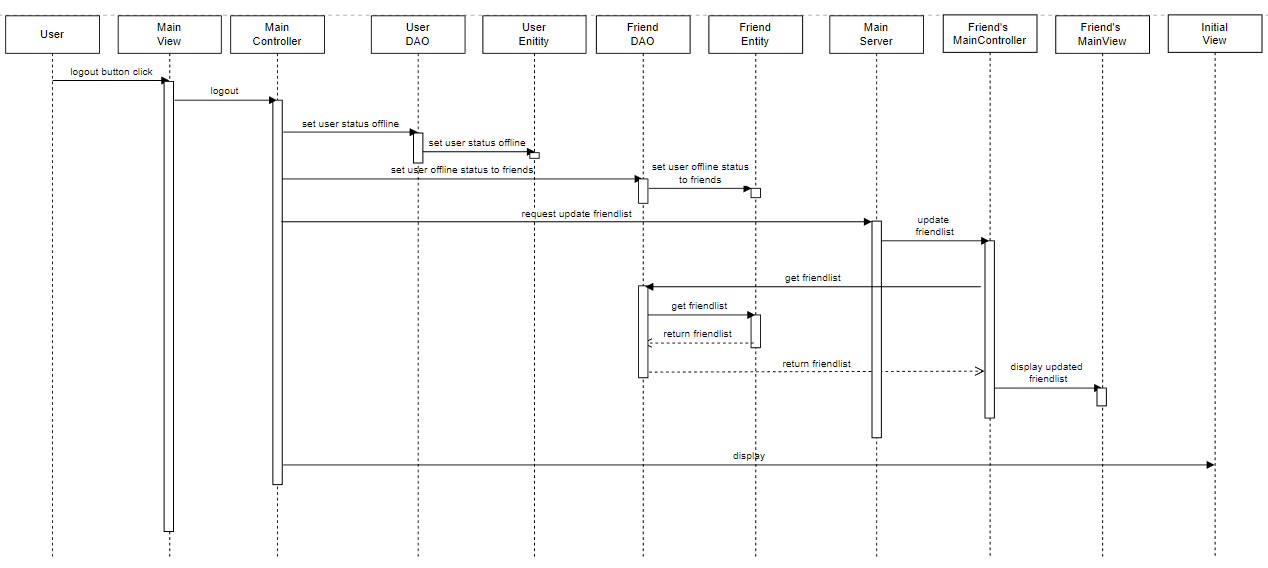 User
Main
View
Main
Controller
User
DAO
User
Enitity
Friend
DAO
Friend
Entity
Main
Server
Friend's
MainController
Friend's
MainView
Initial
View
logout button click
logout
set user status offline
set user status offline
set user offline status to friends
set user offline status
to friends
request update friendlist
update
friendlist
get friendlist
get friendlist
return friendlist
return friendlist
display updated
friendlist
display